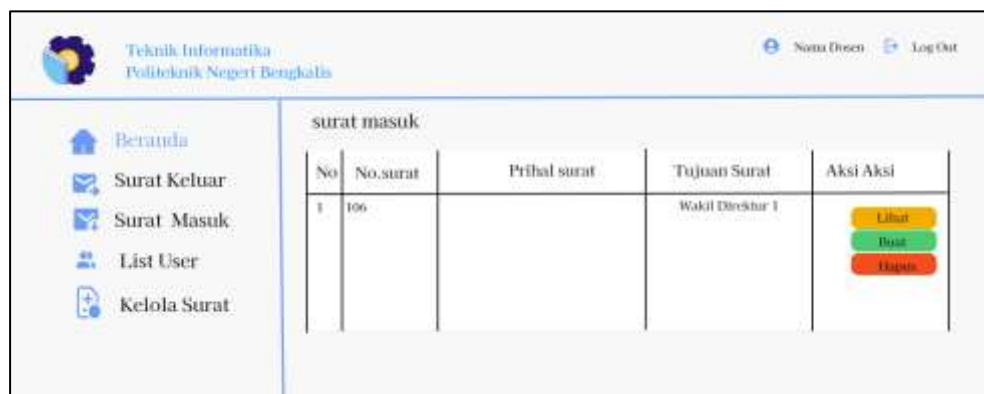 Teknik Informatika
Politeknik Negeri Bengkalis
Nama Dosen
Log Out
Beranda
Surat Keluar
Surat Masuk
List User
Kelola Surat
surat masuk
No No.surat Prihal surat Tujuan Surat Aksi Aksi
1 106 Wakil Direktur 1
Lihat
Buat
Hapus